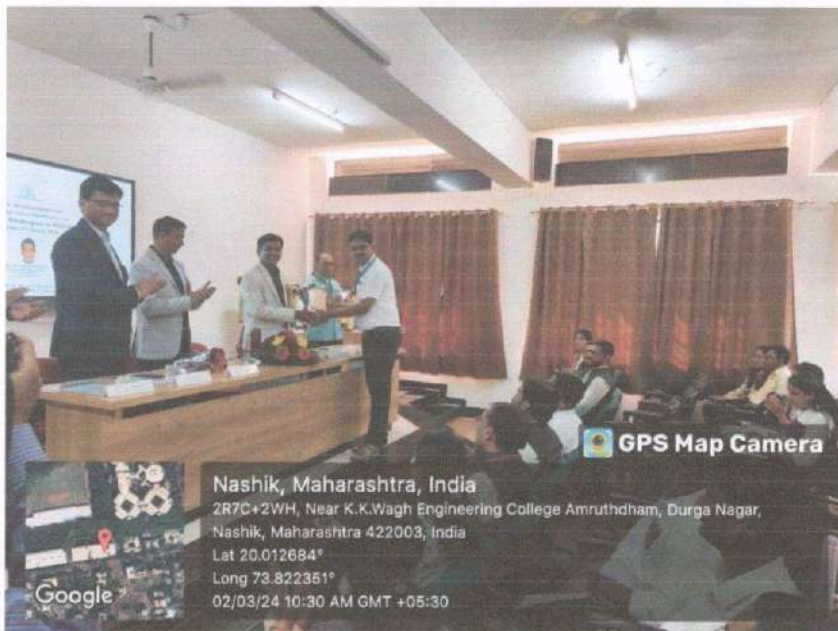 GPS Map Camera
Nashik, Maharashtra, India
2R7C+2WH, Near K.K.Wagh Engineering College Amruthdham, Durga Nagar,
Nashik, Maharashtra 422003, India
Lat 20.012684°
Long 73.822351°
02/03/24 10:30 AM GMT +05:30
Google